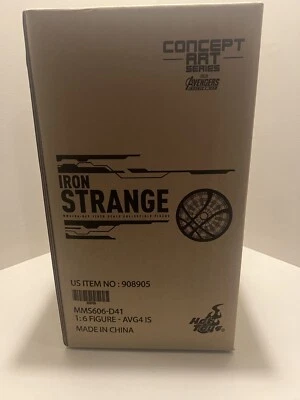 CONCEPT
ART
SERIES
AVENGERS
IRON
STRANGE
US ITEM NO : 908905
MMS606-D41
1:6 FIGURE - AVG4 IS
MADE IN CHINA
Hot
Toys